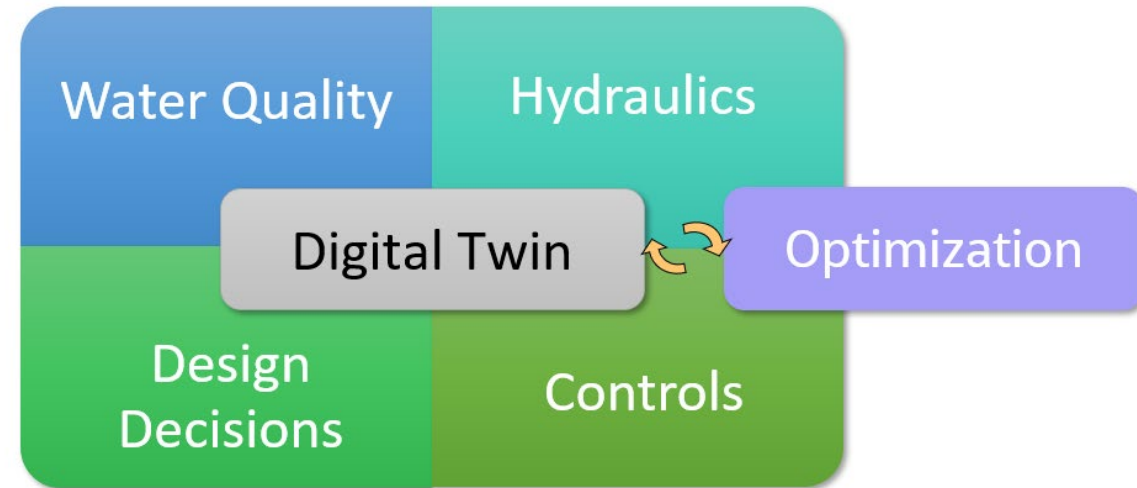 Water Quality
Hydraulics
Digital Twin
Optimization
Design
Decisions
Controls